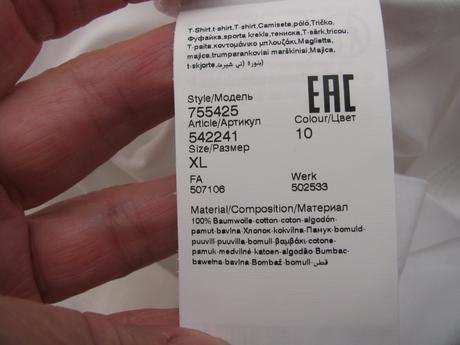 T-Shirt,t-shirt,T-shirt,Camiseta,pólo,Tričko,
Фуфайка,sporta krekls,тениска,T-särk,tricou,
T-paita,κοντομάνικο μπλουζάκι,Maglietta,
majica,trumparankoviai marškiniai,Majica,
t-skjorte,بلوزة (تي شيرت)
Style/Модель
755425
EAC
Article/Артикул
Colour/Цвет
542241
10
Size/Размер
XL
FA
Werk
507106
502533
Material/Composition/Материал
100% Baumwolle-cotton-coton-algodón-
pamut-bavlna-Хлопок-kokvilna-Памук-bomuld-
puuvill-puuvilla-bomull-βαμβάκι-cotone-
pamuk-medvilné-katoen-algodão-Bumbac-
bawełna-bavlna-Bombaž-bomull-قطن